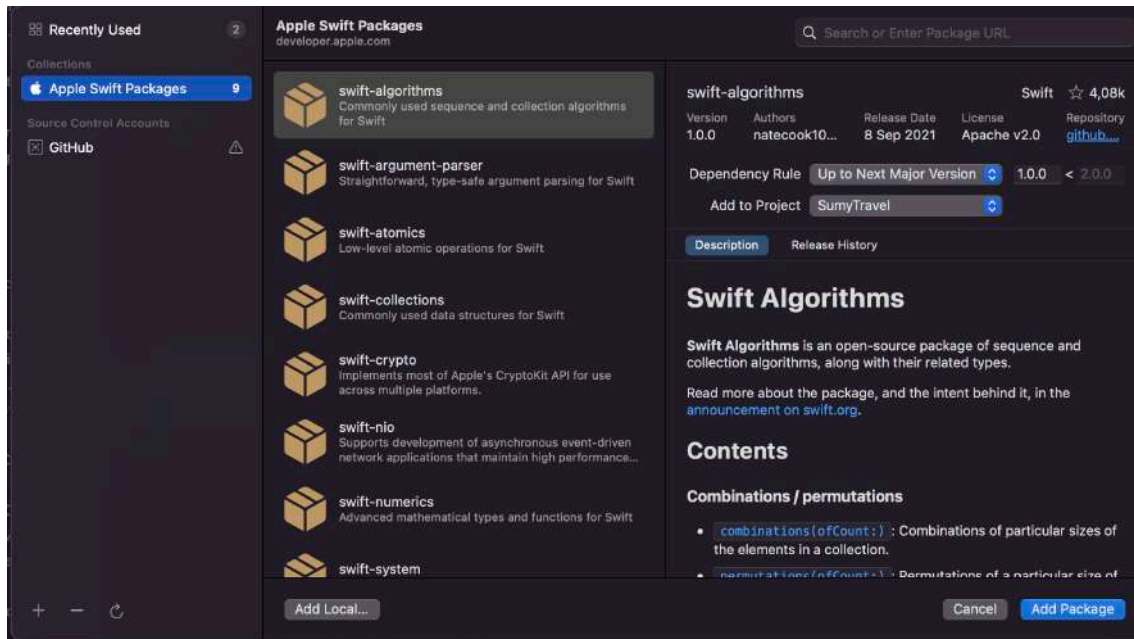 Recently Used 2
Collections
Apple Swift Packages 9
Source Control Accounts
GitHub
Apple Swift Packages
developer.apple.com
Search or Enter Package URL
swift-algorithms
Commonly used sequence and collection algorithms
for Swift
swift-argument-parser
Straightforward, type-safe argument parsing for Swift
swift-atomics
Low-level atomic operations for Swift
swift-collections
Commonly used data structures for Swift
swift-crypto
Implements most of Apple's CryptoKit API for use
across multiple platforms.
swift-nio
Supports development of asynchronous event-driven
network applications that maintain high performance...
swift-numerics
Advanced mathematical types and functions for Swift
swift-system
Add Local...
swift-algorithms Swift ☆ 4,08k
Version Authors Release Date License Repository
1.0.0 natecook10... 8 Sep 2021 Apache v2.0 github....
Dependency Rule Up to Next Major Version 1.0.0 < 2.0.0
Add to Project SumyTravel
Description Release History
Swift Algorithms
Swift Algorithms is an open-source package of sequence and
collection algorithms, along with their related types.
Read more about the package, and the intent behind it, in the
announcement on swift.org.
Contents
Combinations / permutations
• combinations(ofCount:) : Combinations of particular sizes of
the elements in a collection.
• permutations(ofCount:) : Permutations of a particular size of
Cancel Add Package